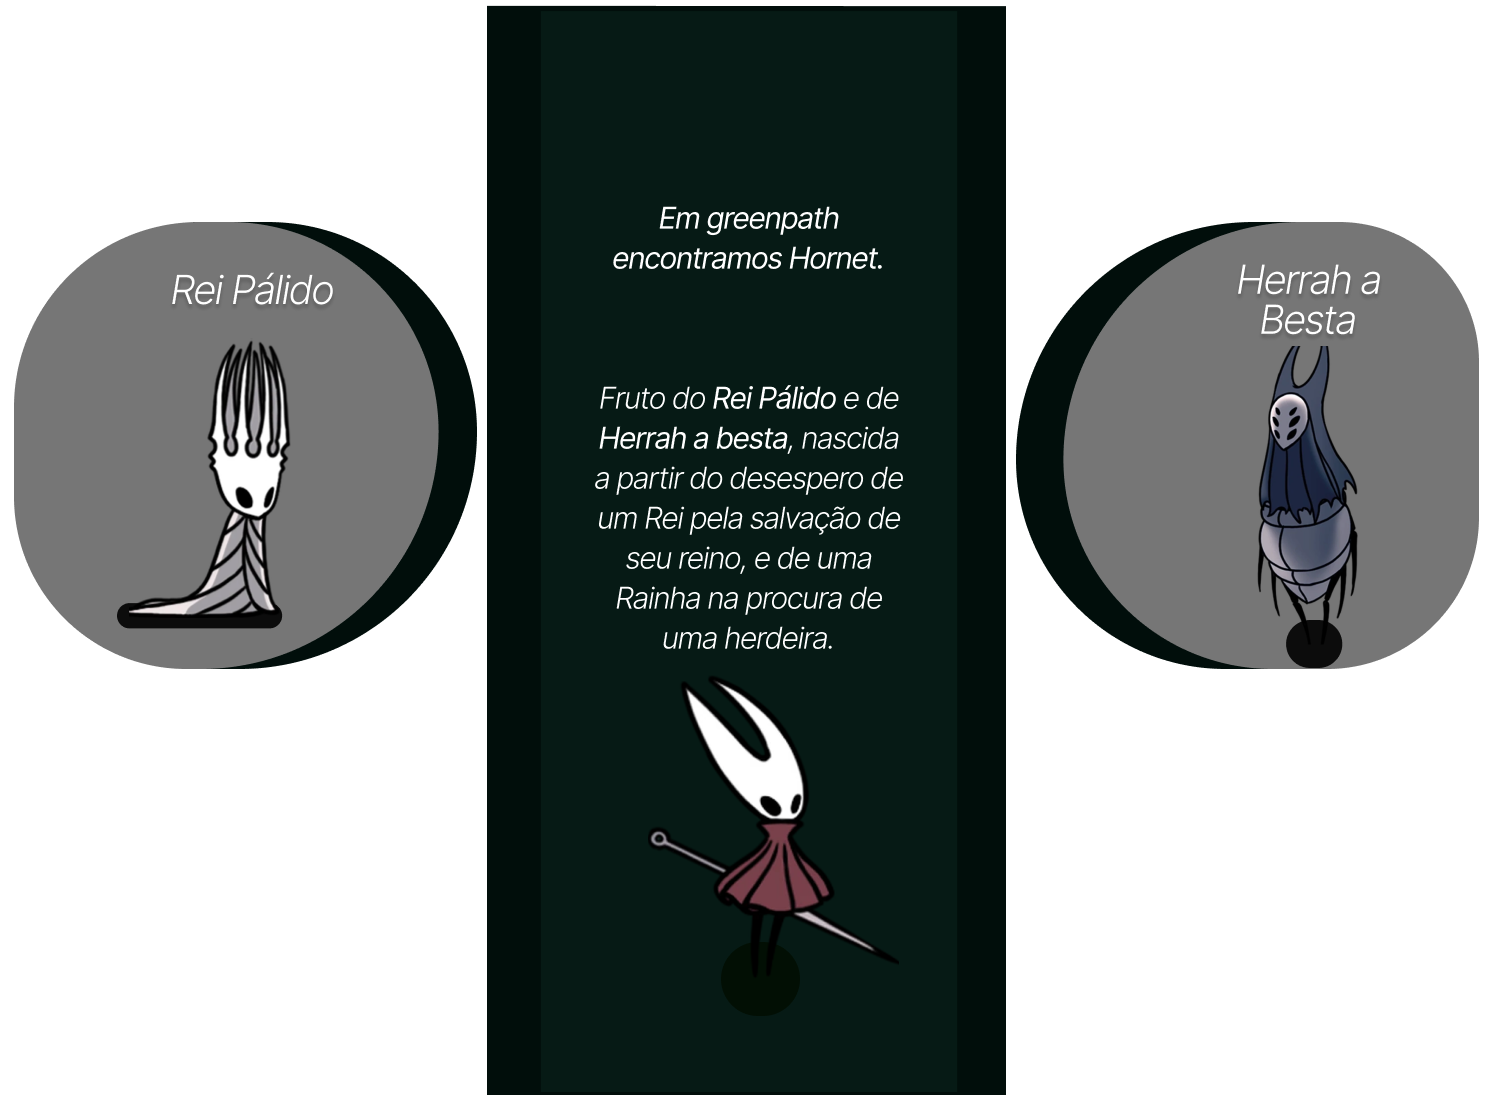 Rei Pálido
Em greenpath
encontramos Hornet.
Fruto do Rei Pálido e de
Herrah a besta, nascida
a partir do desespero de
um Rei pela salvação de
seu reino, e de uma
Rainha na procura de
uma herdeira.
Herrah a
Besta